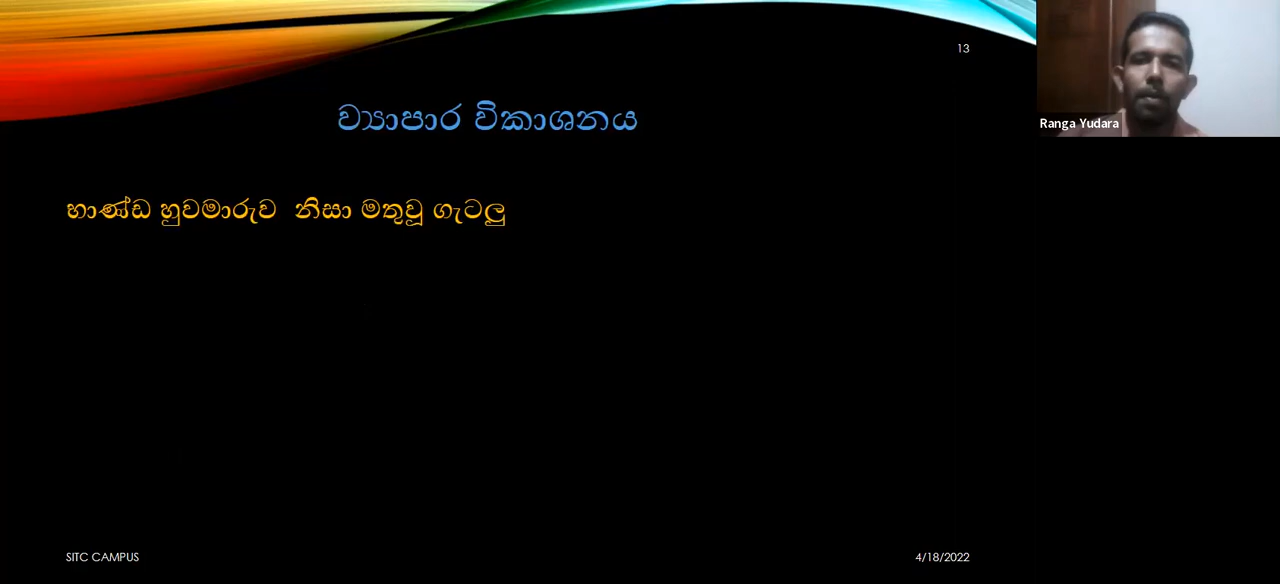 13
ව්‍යාපාර විකාශනය
භාණ්ඩ හුවමාරුව නිසා මතුවූ ගැටලු
SITC CAMPUS
4/18/2022
Ranga Yudara